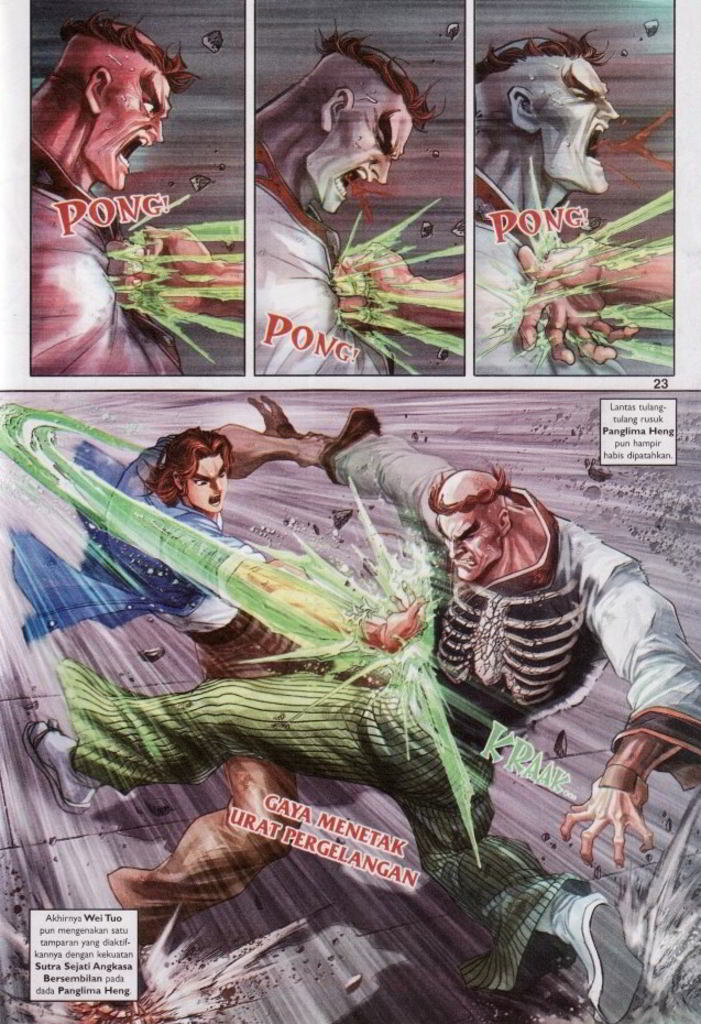 PONG!
PONG!
PONG!
23
Lantas tulang-
tulang rusuk
Panglima Heng
pun hampir
habis dipatahkan.
KRAAK...
GAYA MENETAK
URAT PERGELANGAN
Akhirnya Wei Tuo
pun mengenakan satu
tamparan yang diaktif-
kannya dengan kekuatan
Sutra Sejati Angkasa
Bersembilan pada
dada Panglima Heng.